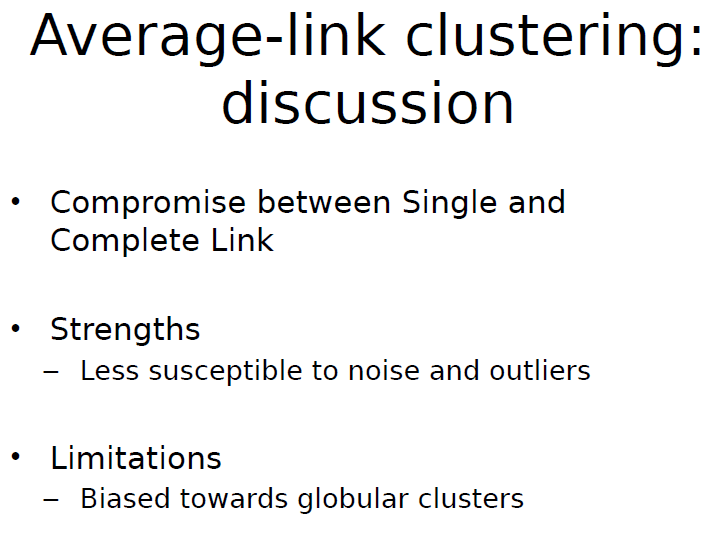 Average-link clustering:
discussion
• Compromise between Single and
Complete Link
• Strengths
– Less susceptible to noise and outliers
• Limitations
– Biased towards globular clusters